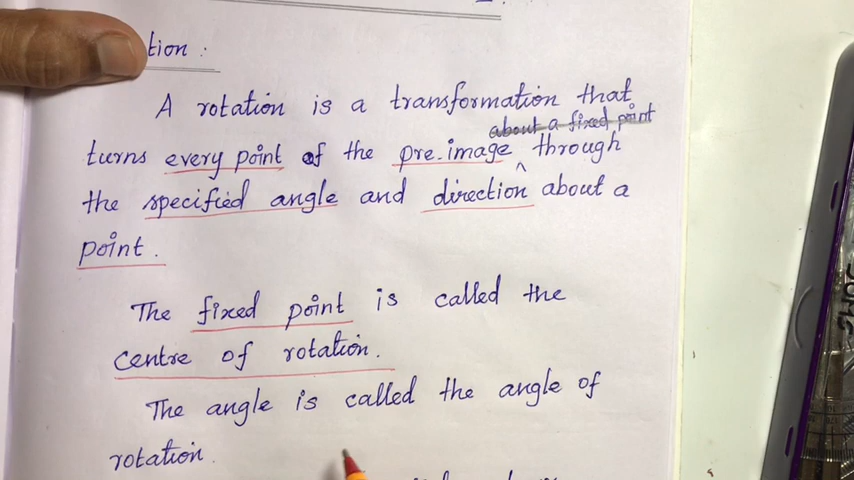 tion :
A rotation is a transformation that
about a fixed point
turns every point of the pre-image ^ through
the specified angle and direction about a
point.
The fixed point is called the
centre of rotation.
The angle is called the angle of
rotation.